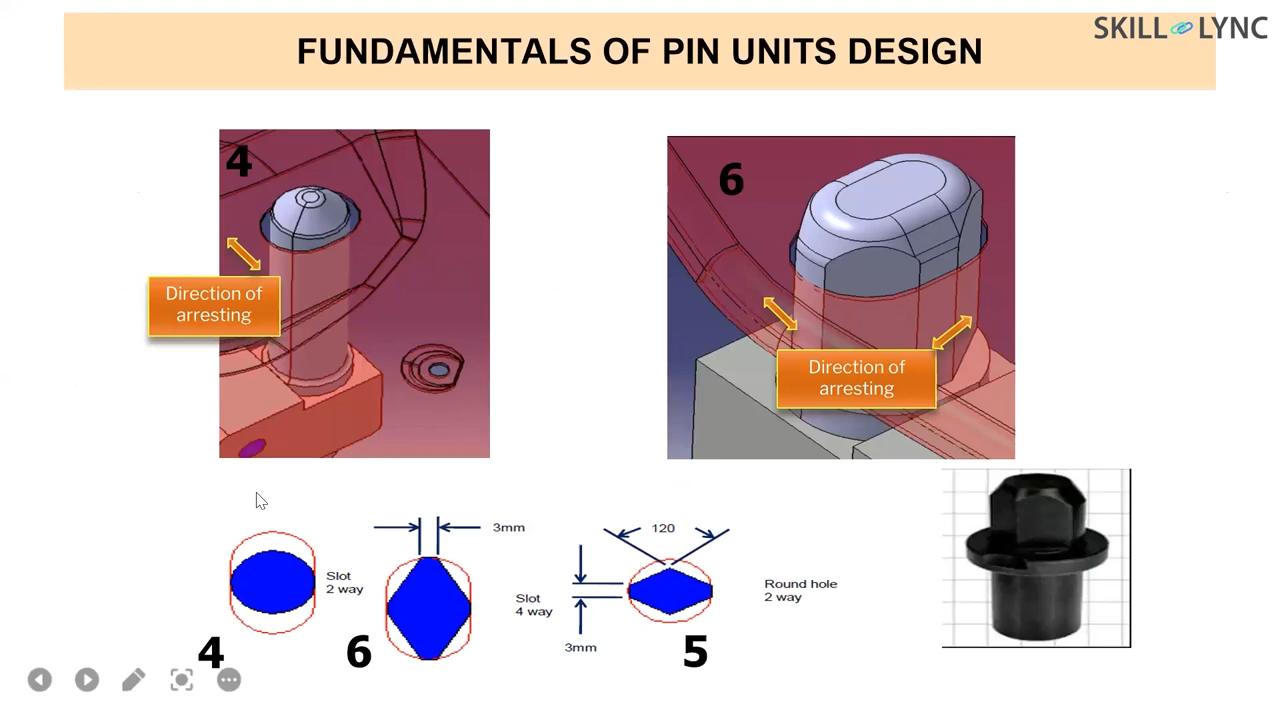 FUNDAMENTALS OF PIN UNITS DESIGN
SKILL LYNC
4
Direction of
arresting
6
Direction of
arresting
Slot
2 way
4
3mm
Slot
4 way
6
120
3mm
Round hole
2 way
5